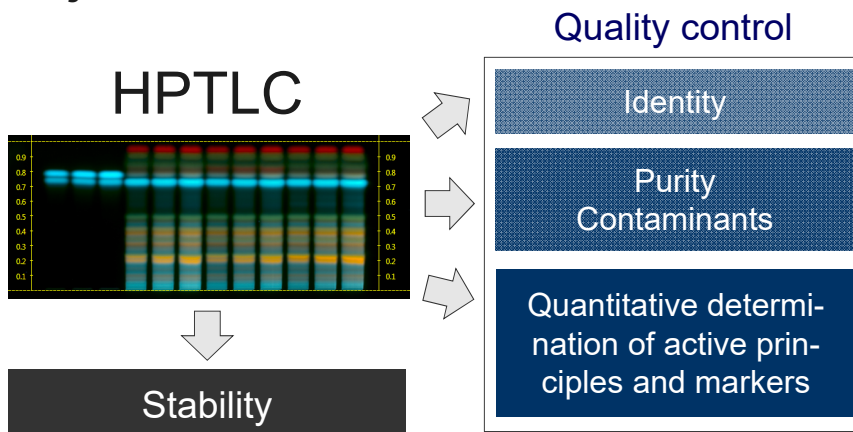 Quality control
HPTLC
Identity
0.9 0.9
0.8 0.8
0.7 0.7
0.6 0.6
0.5 0.5
0.4 0.4
0.3 0.3
0.2 0.2
0.1 0.1
Purity
Contaminants
Quantitative determi-
nation of active prin-
ciples and markers
Stability